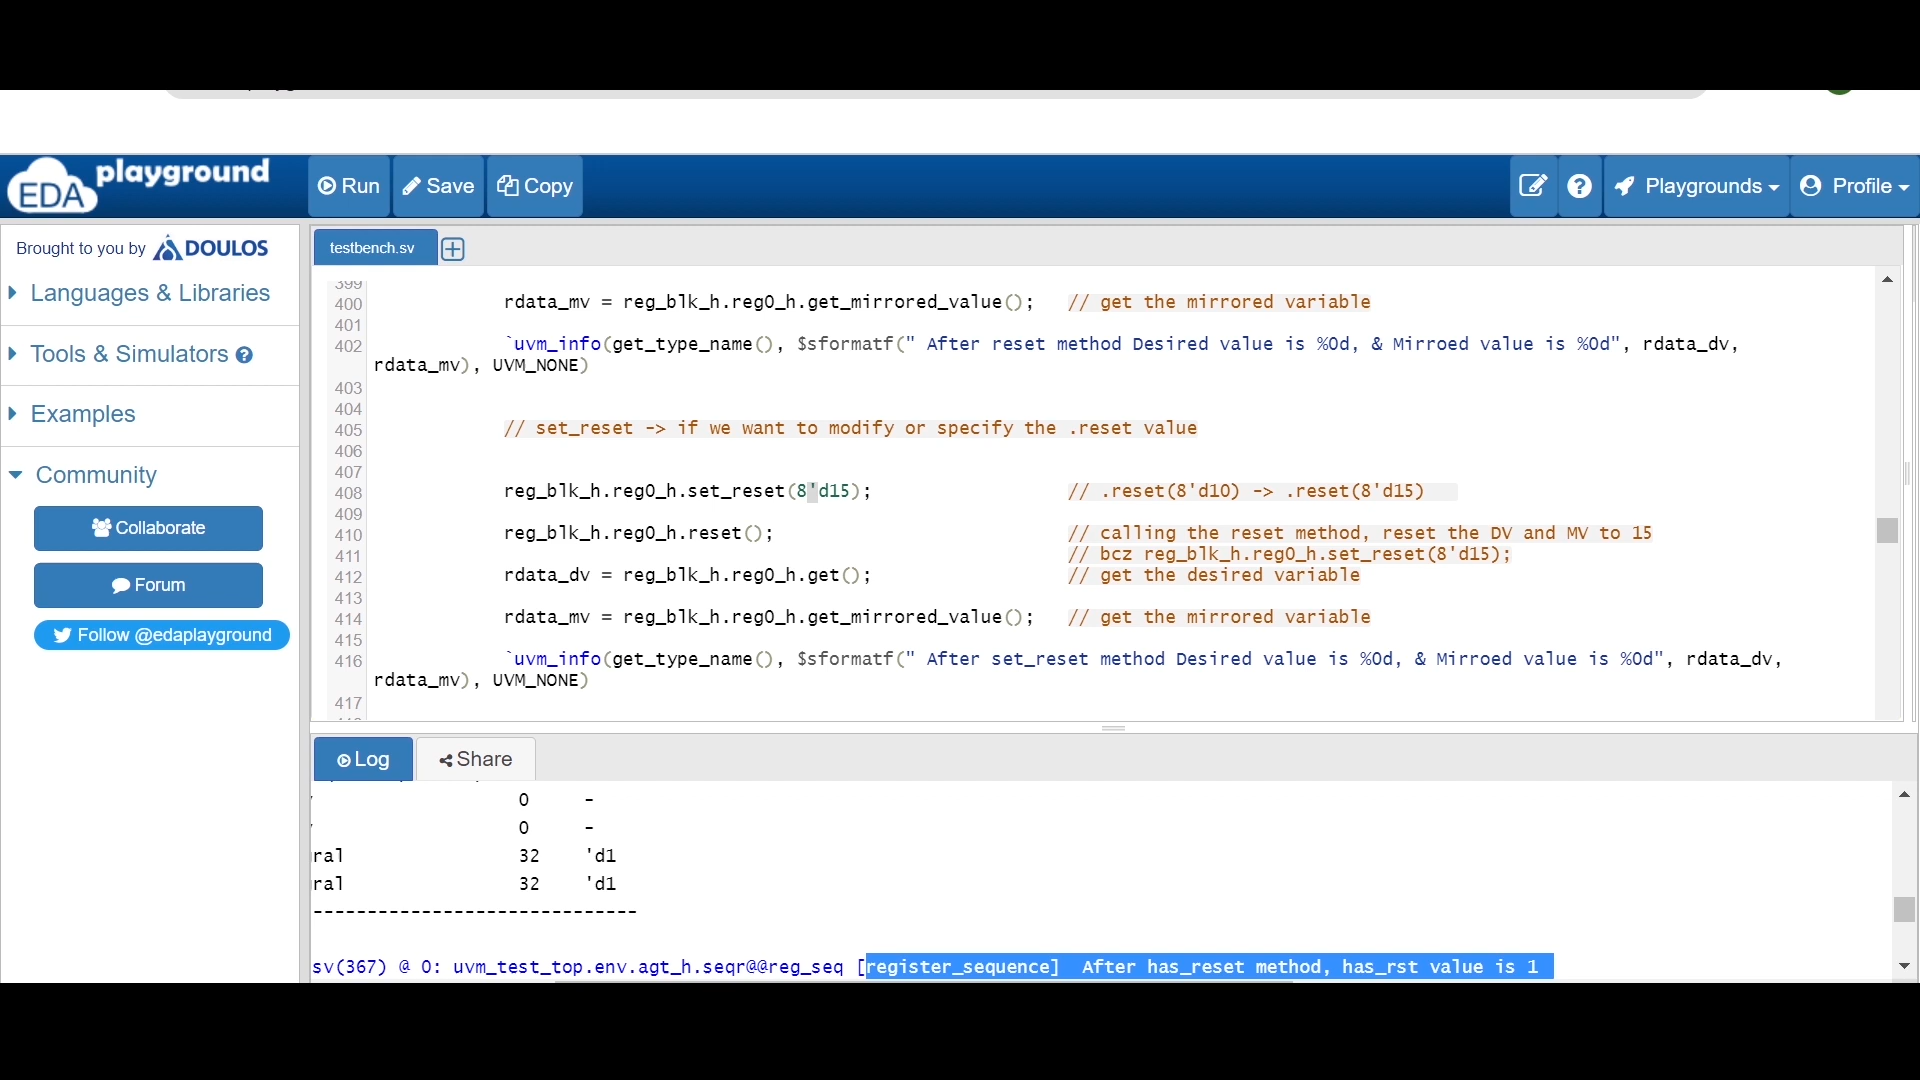 EDA playground
Run
Save
Copy
Playgrounds
Profile
Brought to you by DOULOS
Languages & Libraries
Tools & Simulators
Examples
Community
Collaborate
Forum
Follow @edaplayground
testbench.sv
399
400 rdata_mv = reg_blk_h.reg0_h.get_mirrored_value(); // get the mirrored variable
401
402 `uvm_info(get_type_name(), $sformatf(" After reset method Desired value is %0d, & Mirroed value is %0d", rdata_dv,
rdata_mv), UVM_NONE)
403
404
405 // set_reset -> if we want to modify or specify the .reset value
406
407
408 reg_blk_h.reg0_h.set_reset(8'd15); // .reset(8'd10) -> .reset(8'd15)
409
410 reg_blk_h.reg0_h.reset(); // calling the reset method, reset the DV and MV to 15
411 // bcz reg_blk_h.reg0_h.set_reset(8'd15);
412 rdata_dv = reg_blk_h.reg0_h.get(); // get the desired variable
413
414 rdata_mv = reg_blk_h.reg0_h.get_mirrored_value(); // get the mirrored variable
415
416 `uvm_info(get_type_name(), $sformatf(" After set_reset method Desired value is %0d, & Mirroed value is %0d", rdata_dv,
rdata_mv), UVM_NONE)
417
Log
Share
0 -
0 -
ral 32 'd1
ral 32 'd1
------------------------------
sv(367) @ 0: uvm_test_top.env.agt_h.seqr@@reg_seq [register_sequence] After has_reset method, has_rst value is 1